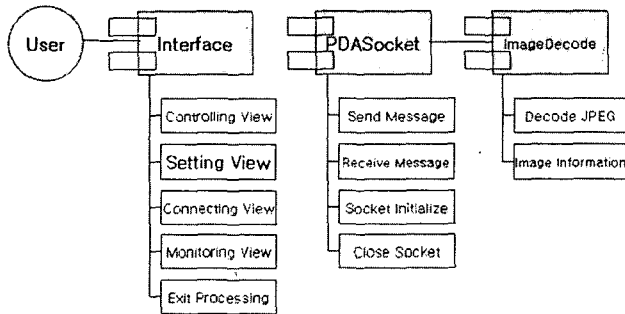 User
Interface
PDASocket
ImageDecode
Controlling View
Setting View
Connecting View
Monitoring View
Exit Processing
Send Message
Receive Message
Socket Initialize
Close Socket
Decode JPEG
Image Information